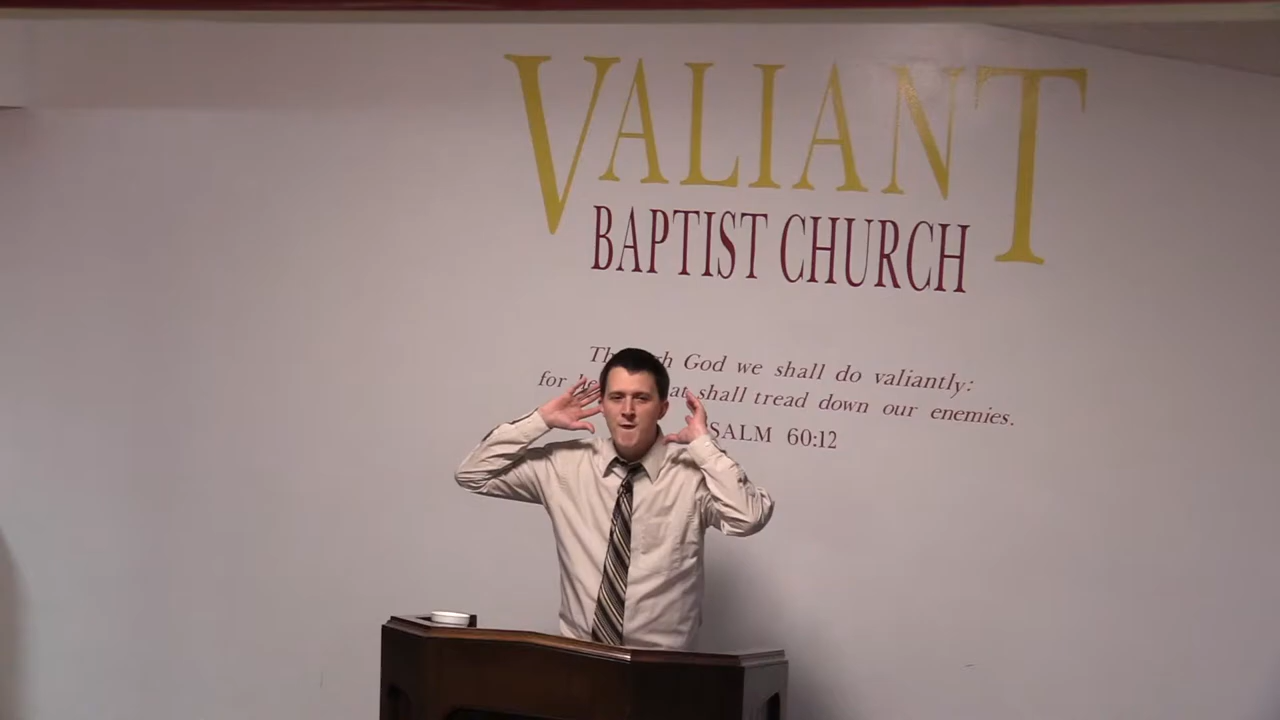 VALIANT
BAPTIST CHURCH
God we shall do valiantly:
for shall tread down our enemies.
60:12